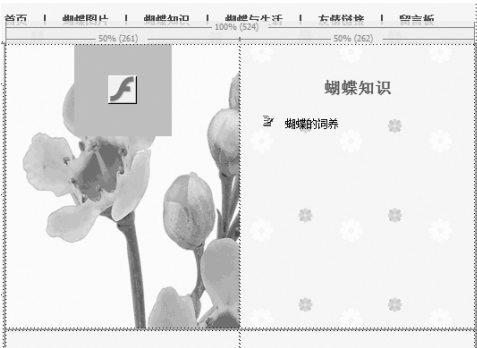 首页 | 蝴蝶图片 | 蝴蝶知识 | 蝴蝶与生活 | 友情链接 | 留言板
100% (524)
50% (261) 50% (262)
蝴蝶知识
蝴蝶的饲养